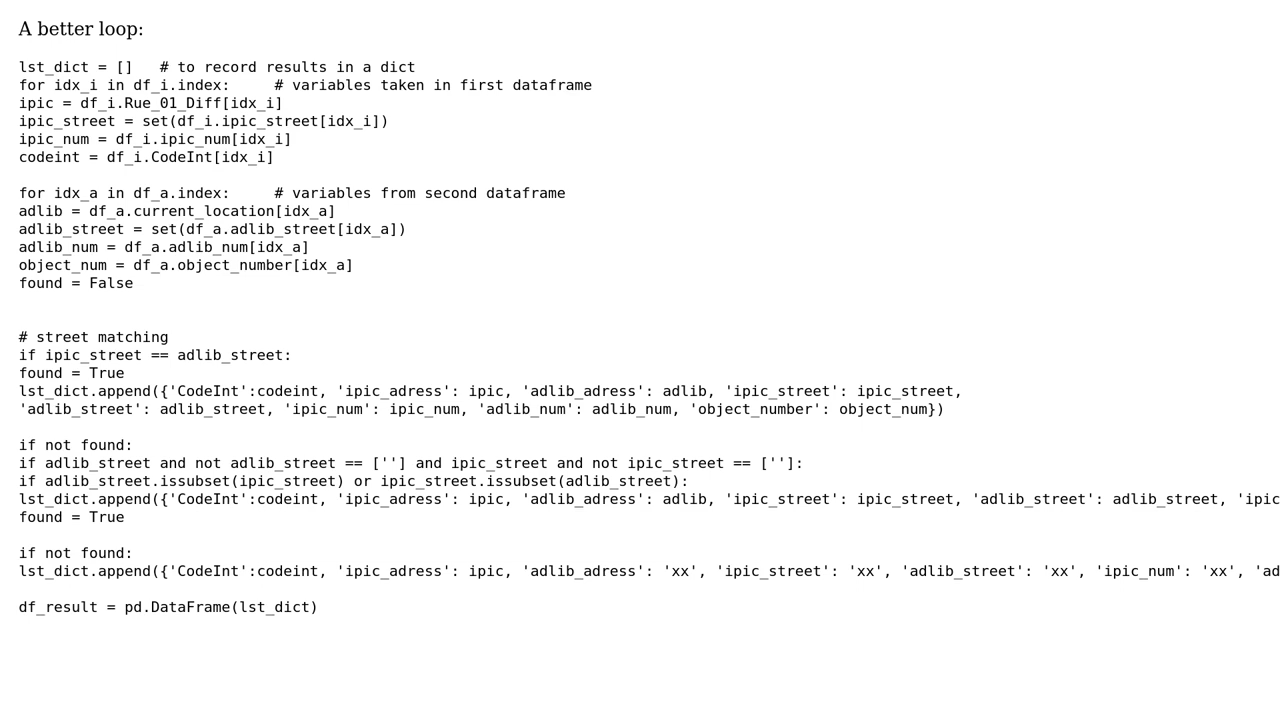 A better loop:
lst_dict = []   # to record results in a dict
for idx_i in df_i.index:     # variables taken in first dataframe
ipic = df_i.Rue_01_Diff[idx_i]
ipic_street = set(df_i.ipic_street[idx_i])
ipic_num = df_i.ipic_num[idx_i]
codeint = df_i.CodeInt[idx_i]
for idx_a in df_a.index:     # variables from second dataframe
adlib = df_a.current_location[idx_a]
adlib_street = set(df_a.adlib_street[idx_a])
adlib_num = df_a.adlib_num[idx_a]
object_num = df_a.object_number[idx_a]
found = False
# street matching
if ipic_street == adlib_street:
found = True
lst_dict.append({'CodeInt':codeint, 'ipic_adress': ipic, 'adlib_adress': adlib, 'ipic_street': ipic_street,
'adlib_street': adlib_street, 'ipic_num': ipic_num, 'adlib_num': adlib_num, 'object_number': object_num})
if not found:
if adlib_street and not adlib_street == [''] and ipic_street and not ipic_street == ['']:
if adlib_street.issubset(ipic_street) or ipic_street.issubset(adlib_street):
lst_dict.append({'CodeInt':codeint, 'ipic_adress': ipic, 'adlib_adress': adlib, 'ipic_street': ipic_street, 'adlib_street': adlib_street, 'ipic
found = True
if not found:
lst_dict.append({'CodeInt':codeint, 'ipic_adress': ipic, 'adlib_adress': 'xx', 'ipic_street': 'xx', 'adlib_street': 'xx', 'ipic_num': 'xx', 'ad
df_result = pd.DataFrame(lst_dict)